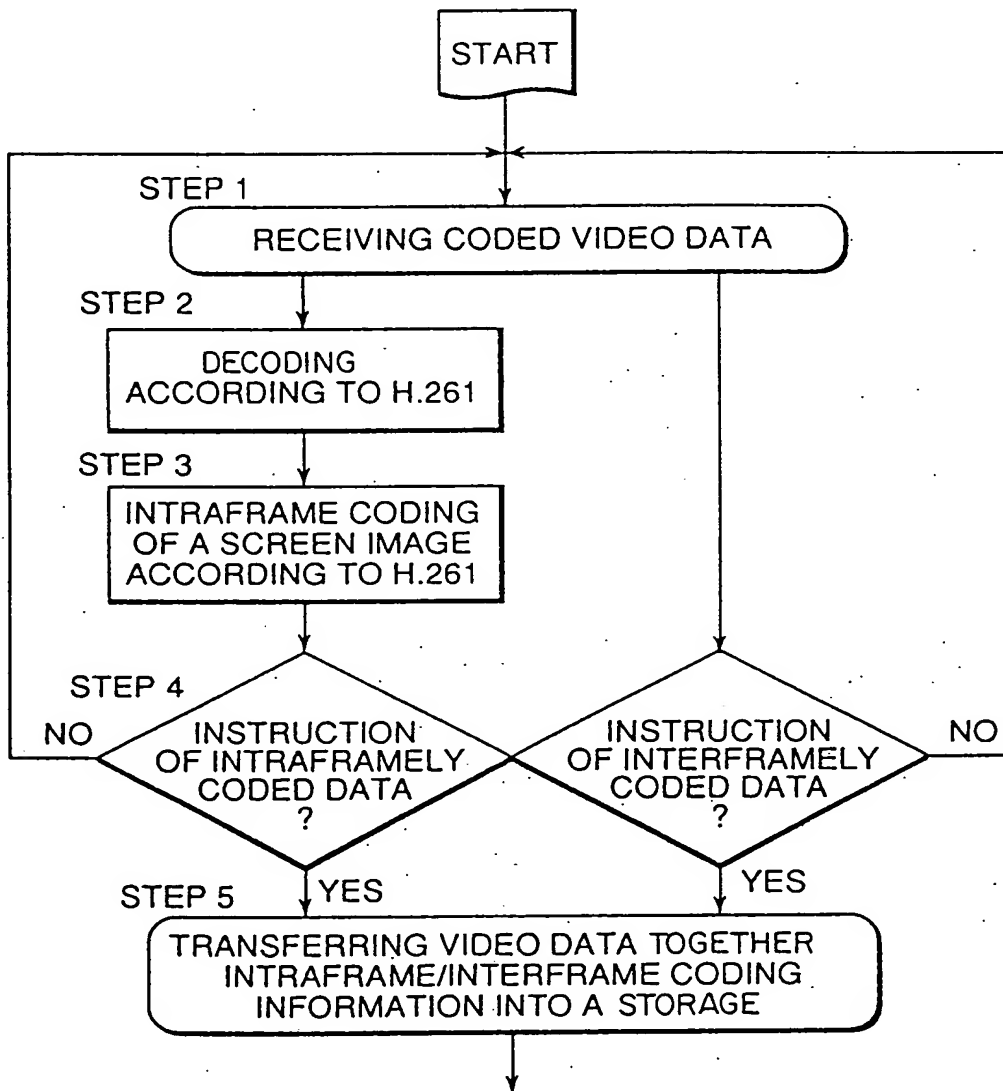 START
STEP 1
RECEIVING CODED VIDEO DATA
STEP 2
DECODING
ACCORDING TO H.261
STEP 3
INTRAFRAME CODING
OF A SCREEN IMAGE
ACCORDING TO H.261
STEP 4
NO
INSTRUCTION
OF INTRAFRAMELY
CODED DATA
?
INSTRUCTION
OF INTERFRAMELY
CODED DATA
?
NO
YES
YES
STEP 5
TRANSFERRING VIDEO DATA TOGETHER
INTRAFRAME/INTERFRAME CODING
INFORMATION INTO A STORAGE